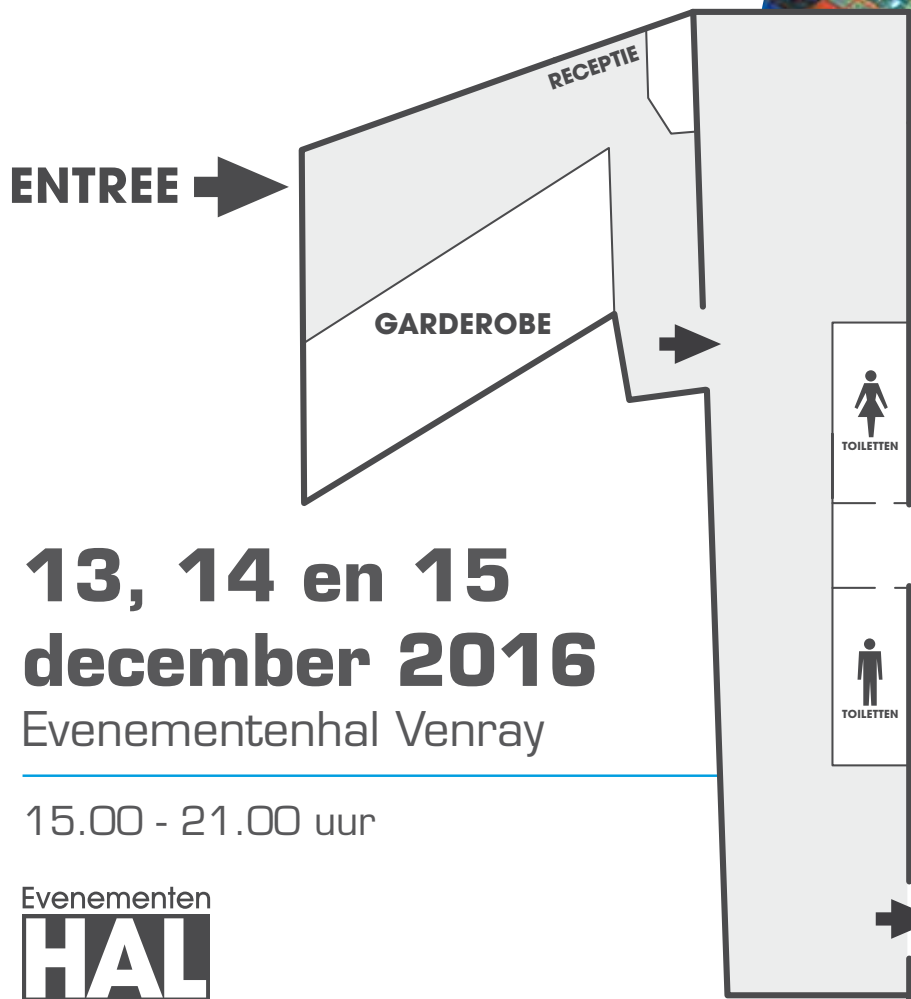 RECEPTIE
ENTREE
GARDEROBE
TOILETTEN
13, 14 en 15
december 2016
Evenementenhal Venray
TOILETTEN
15.00 - 21.00 uur
Evenementen
HAL